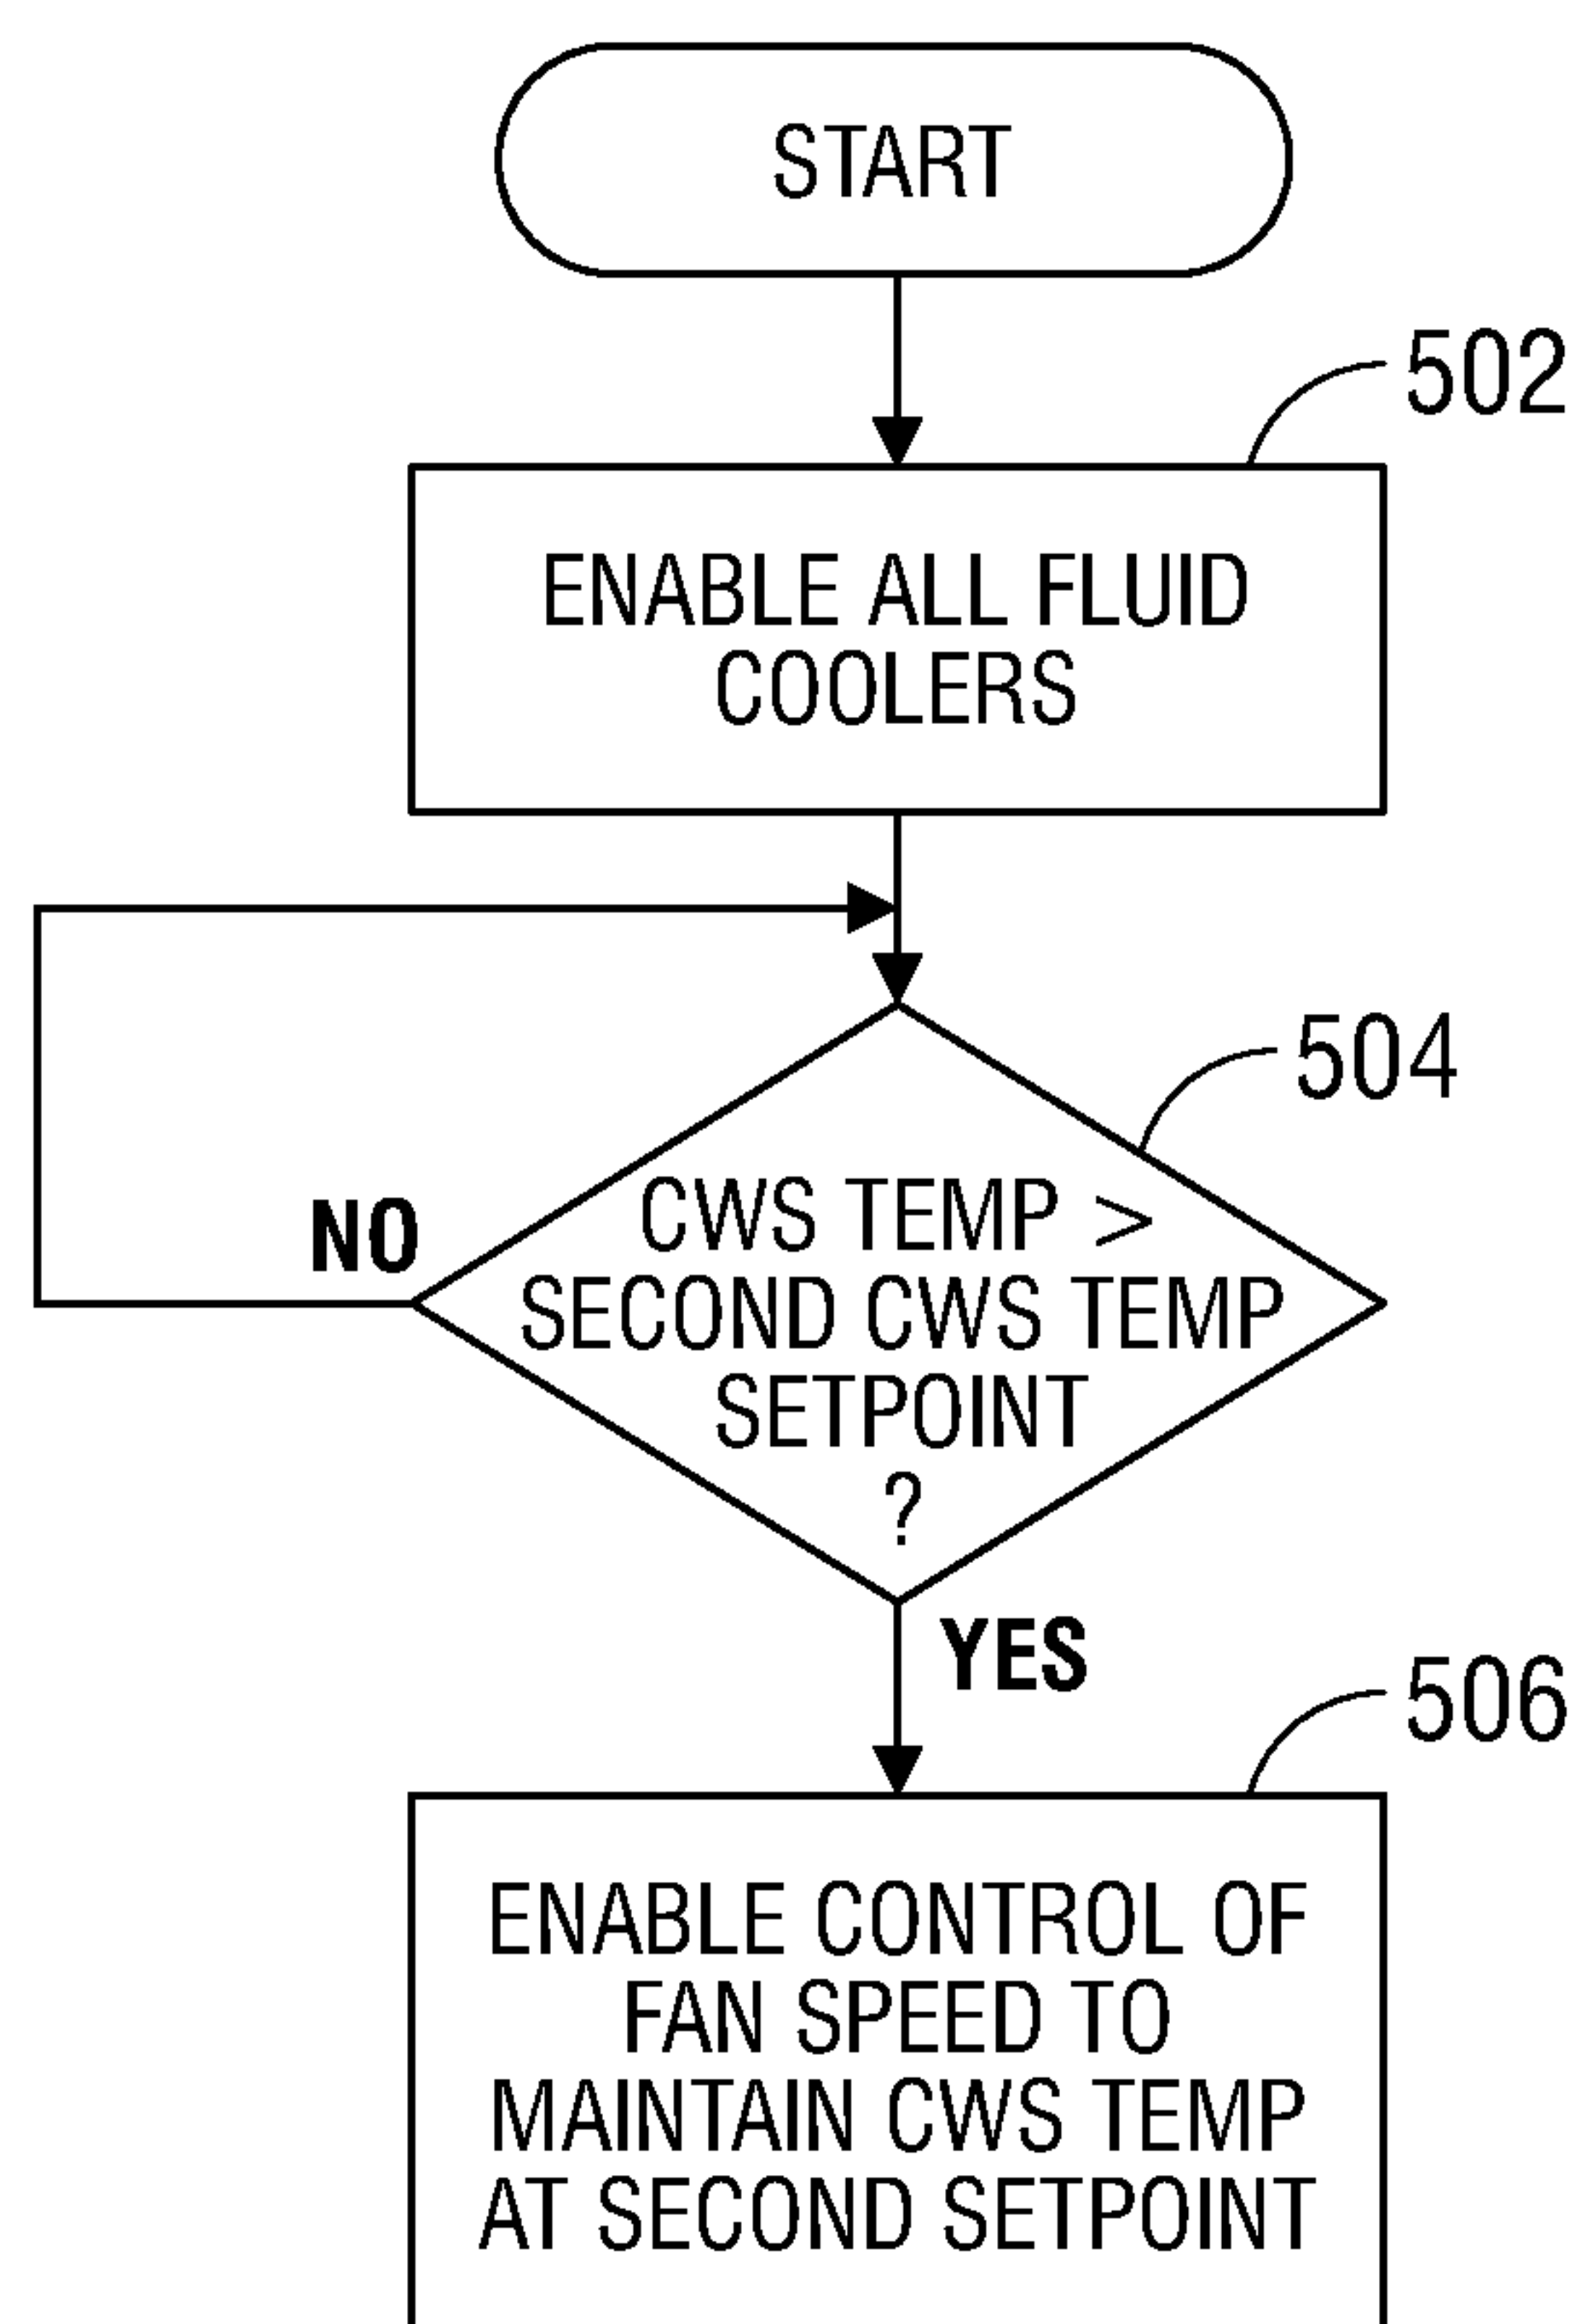 START
502
ENABLE ALL FLUID
COOLERS
504
CWS TEMP >
NO
SECOND CWS TEMP
SETPOINT
?
YES
506
ENABLE CONTROL OF
FAN SPEED TO
MAINTAIN CWS TEMP
AT SECOND SETPOINT